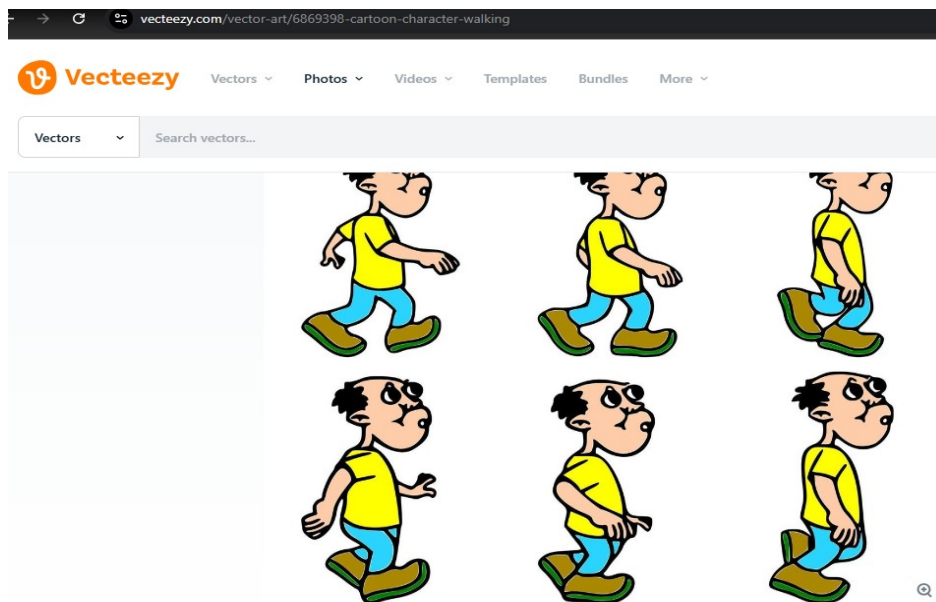 vecteezy.com/vector-art/6869398-cartoon-character-walking
Vecteezy Vectors Photos Videos Templates Bundles More
Vectors Search vectors...